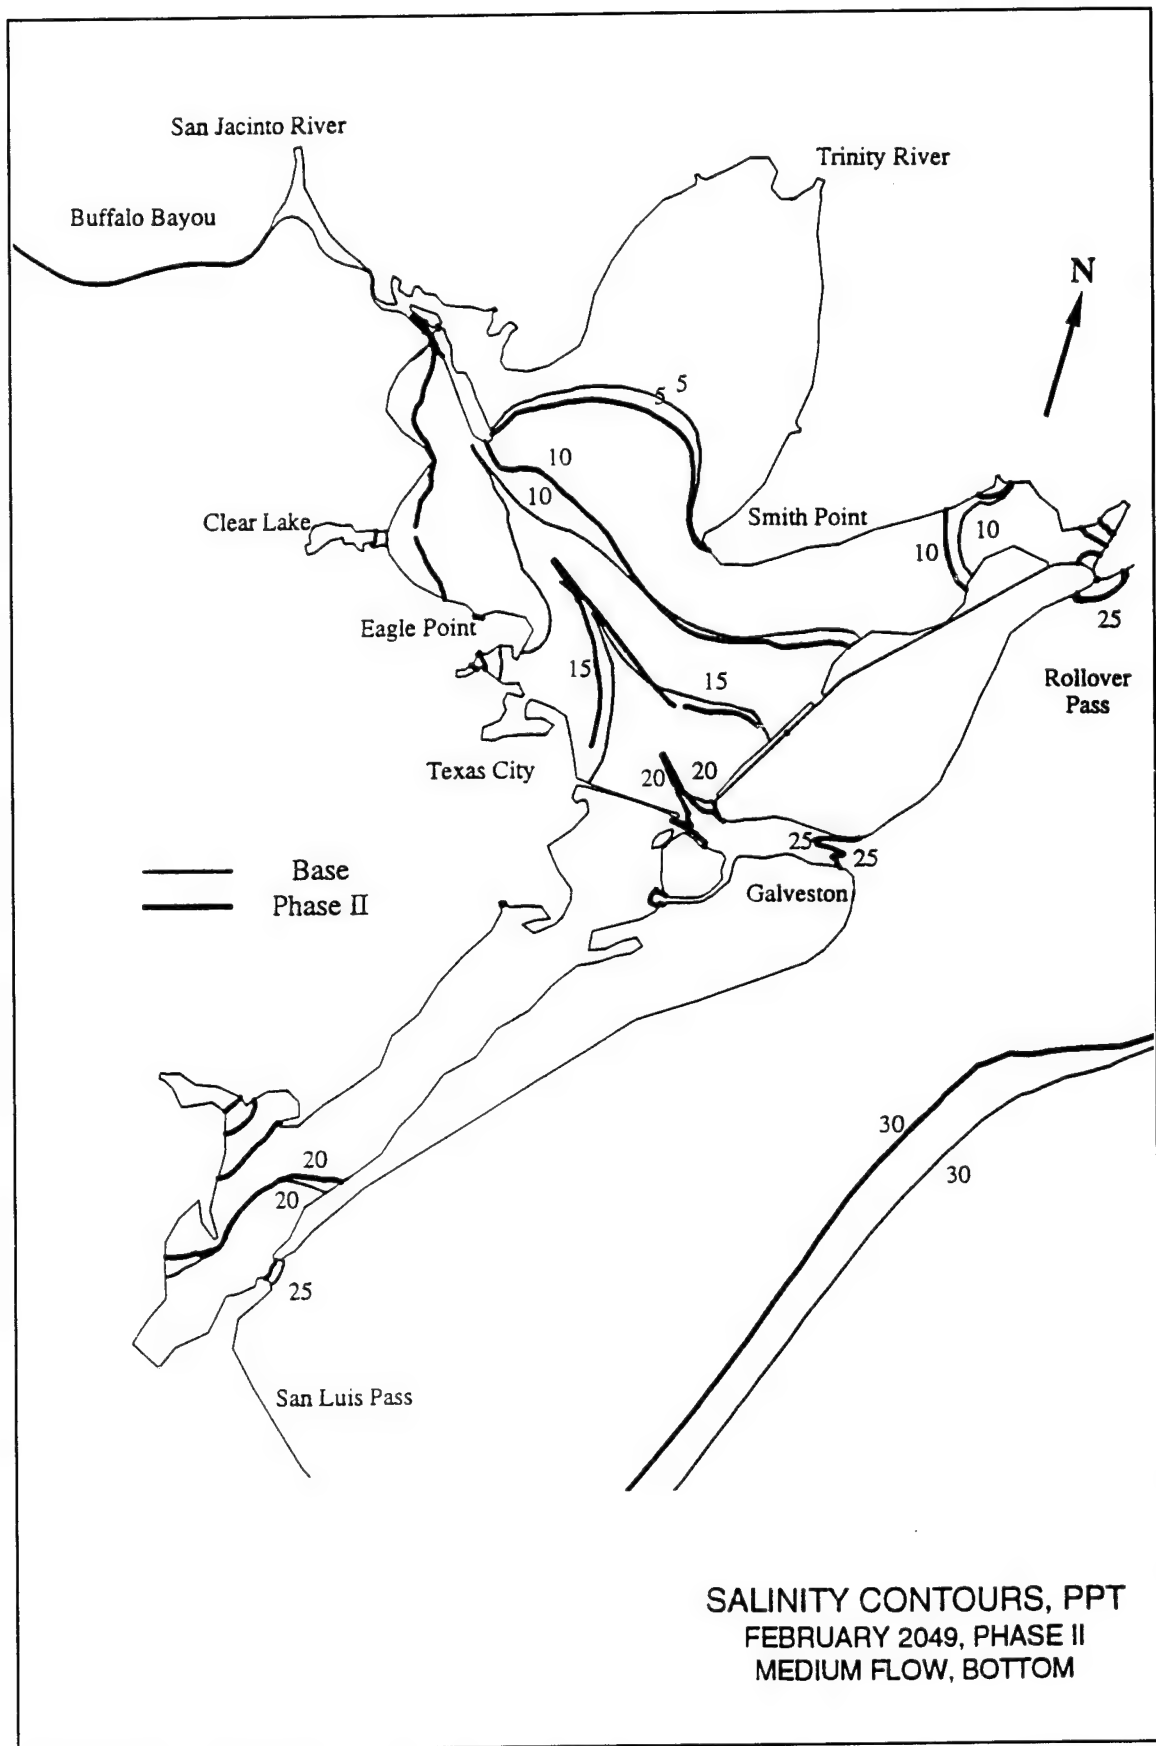 San Jacinto River
Trinity River
Buffalo Bayou
N
5
5
10
10
Clear Lake
Smith Point
10
10
25
Eagle Point
15
15
Rollover
Pass
Texas City
20
20
25
25
Base
Phase II
Galveston
30
30
20
20
25
San Luis Pass
SALINITY CONTOURS, PPT
FEBRUARY 2049, PHASE II
MEDIUM FLOW, BOTTOM